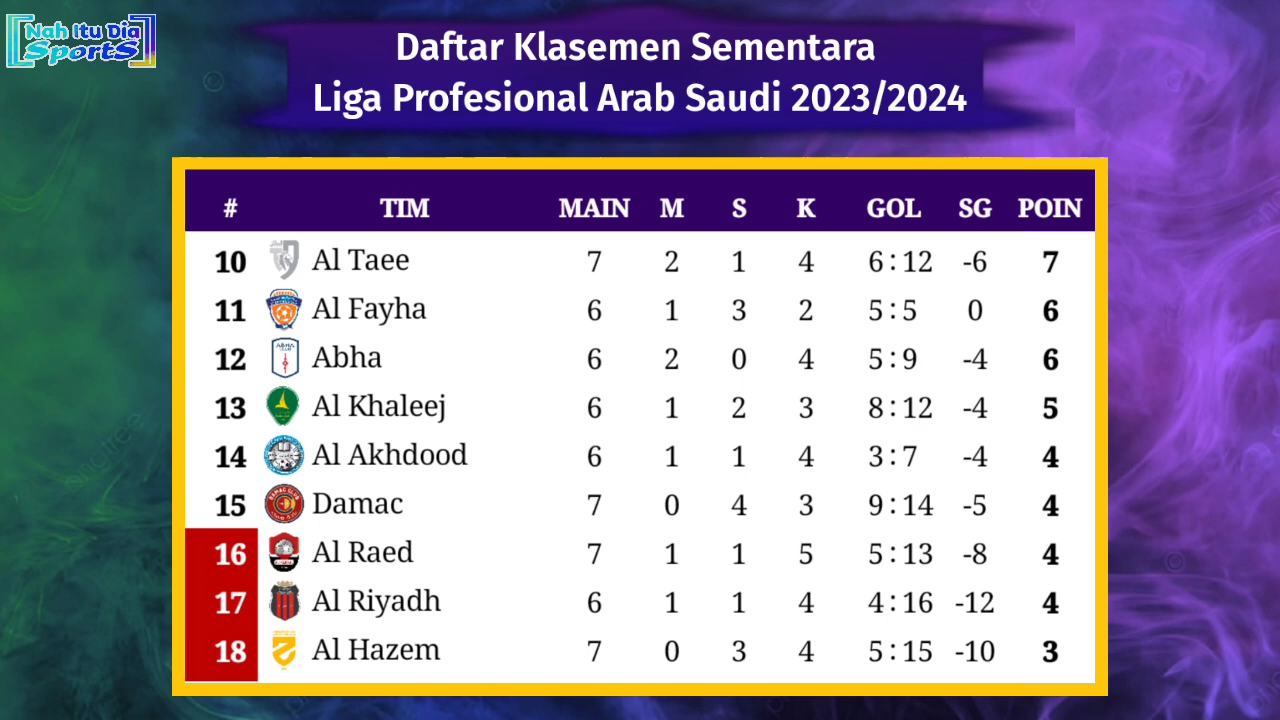 Nah Itu Dia
Sports
Daftar Klasemen Sementara
Liga Profesional Arab Saudi 2023/2024
# TIM MAIN M S K GOL SG POIN
10 Al Taee 7 2 1 4 6:12 -6 7
11 Al Fayha 6 1 3 2 5:5 0 6
12 Abha 6 2 0 4 5:9 -4 6
13 Al Khaleej 6 1 2 3 8:12 -4 5
14 Al Akhdood 6 1 1 4 3:7 -4 4
15 Damac 7 0 4 3 9:14 -5 4
16 Al Raed 7 1 1 5 5:13 -8 4
17 Al Riyadh 6 1 1 4 4:16 -12 4
18 Al Hazem 7 0 3 4 5:15 -10 3